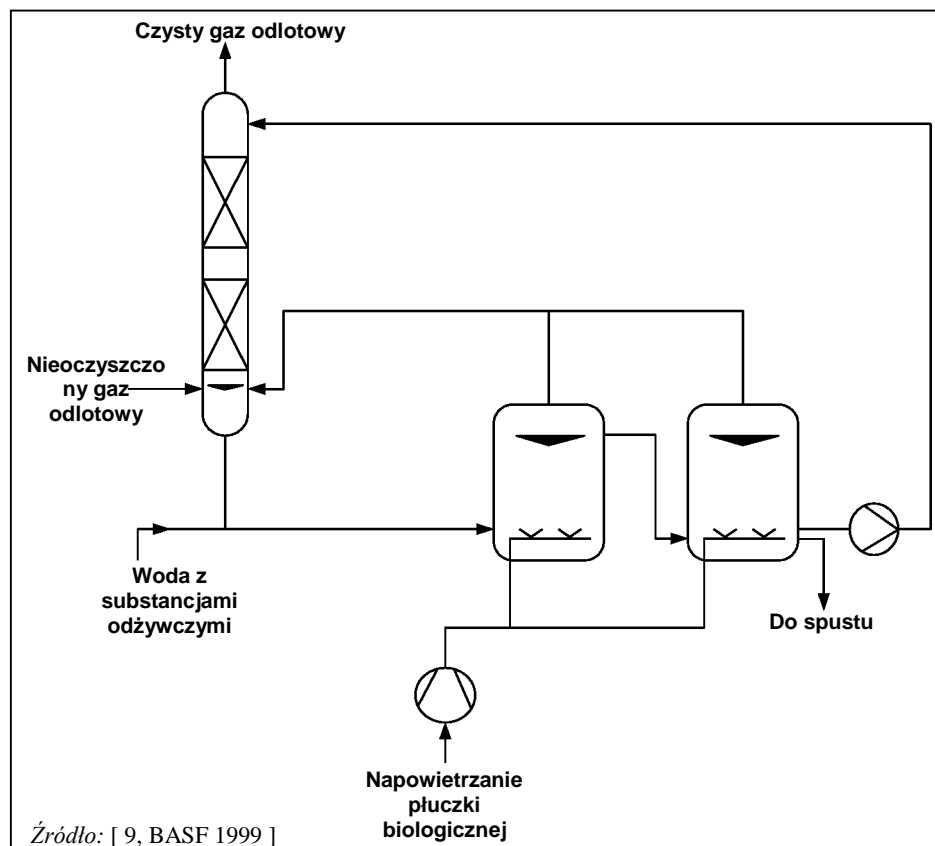 Czysty gaz odlotowy
Nieoczyszczo
ny gaz
odlotowy
Woda z
substancjami
odżywczymi
Do spustu
Napowietrzanie
płuczki
biologicznej
Źródło: [ 9, BASF 1999 ]